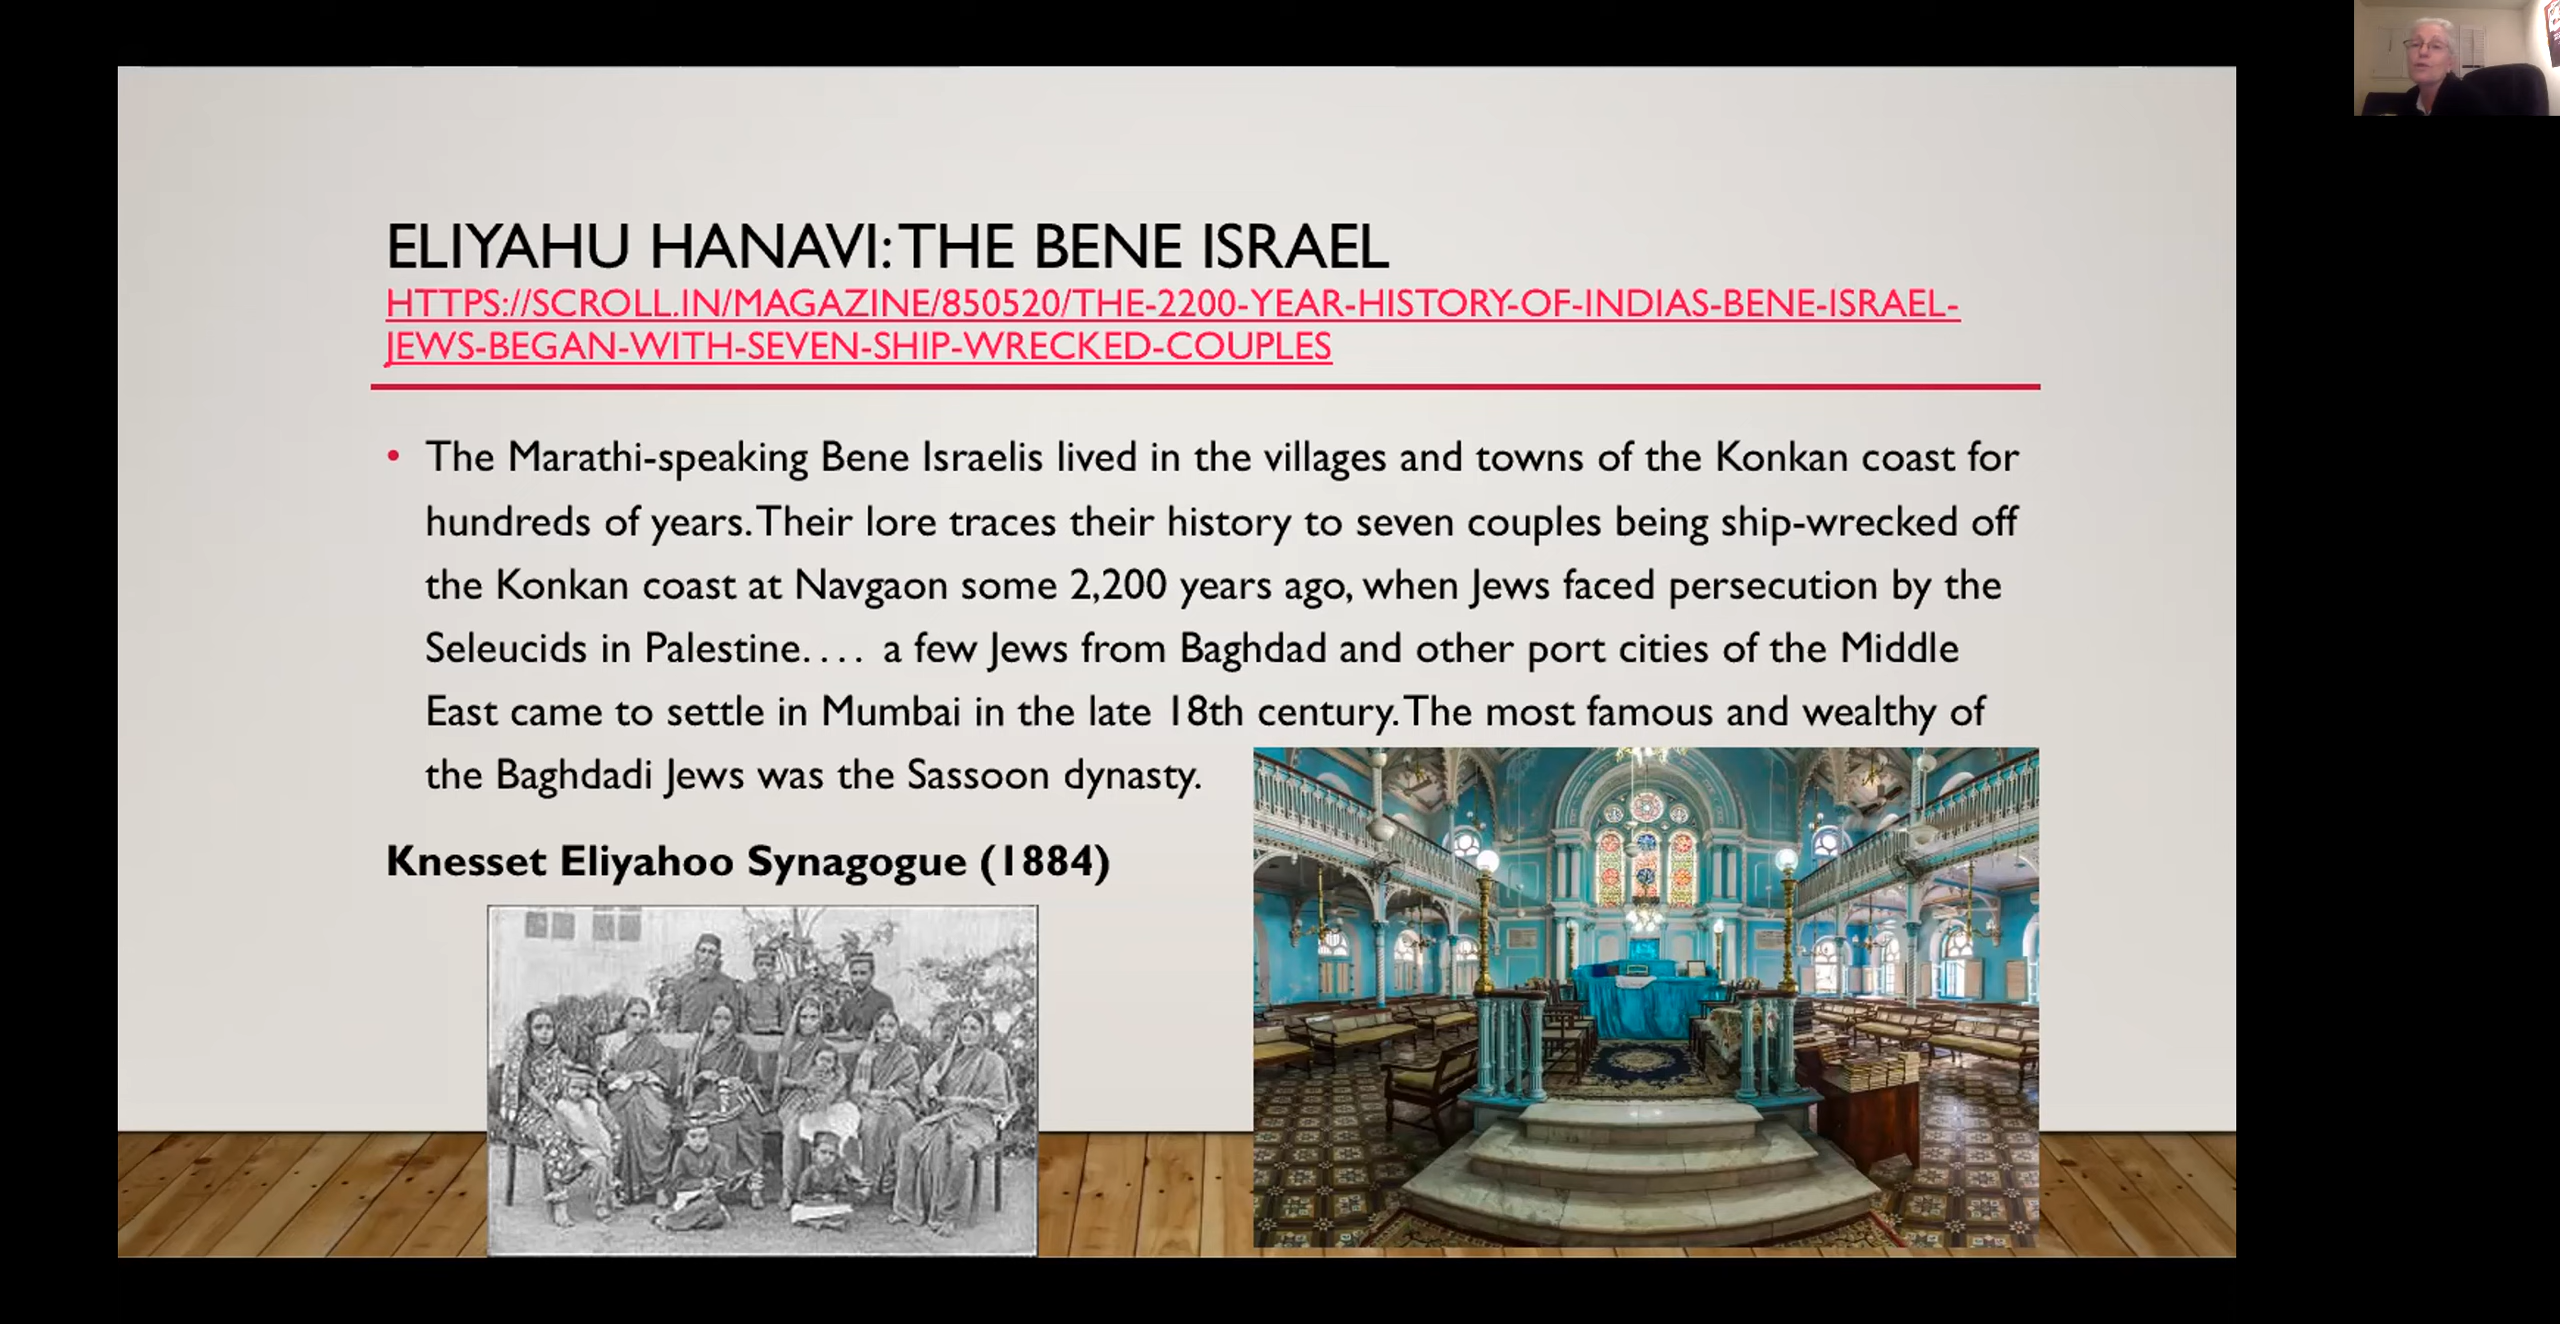 ELIYAHU HANAVI: THE BENE ISRAEL
HTTPS://SCROLL.IN/MAGAZINE/850520/THE-2200-YEAR-HISTORY-OF-INDIAS-BENE-ISRAEL-
JEWS-BEGAN-WITH-SEVEN-SHIP-WRECKED-COUPLES
• The Marathi-speaking Bene Israelis lived in the villages and towns of the Konkan coast for
hundreds of years. Their lore traces their history to seven couples being ship-wrecked off
the Konkan coast at Navgaon some 2,200 years ago, when Jews faced persecution by the
Seleucids in Palestine. . . . a few Jews from Baghdad and other port cities of the Middle
East came to settle in Mumbai in the late 18th century. The most famous and wealthy of
the Baghdadi Jews was the Sassoon dynasty.
Knesset Eliyahoo Synagogue (1884)